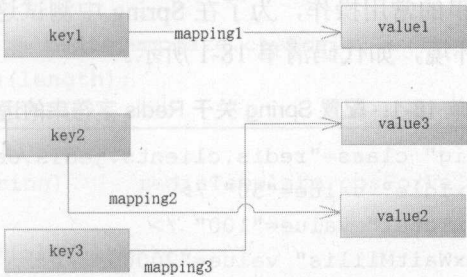 key1
mapping1
value1
key2
value3
mapping2
value2
key3
mapping3